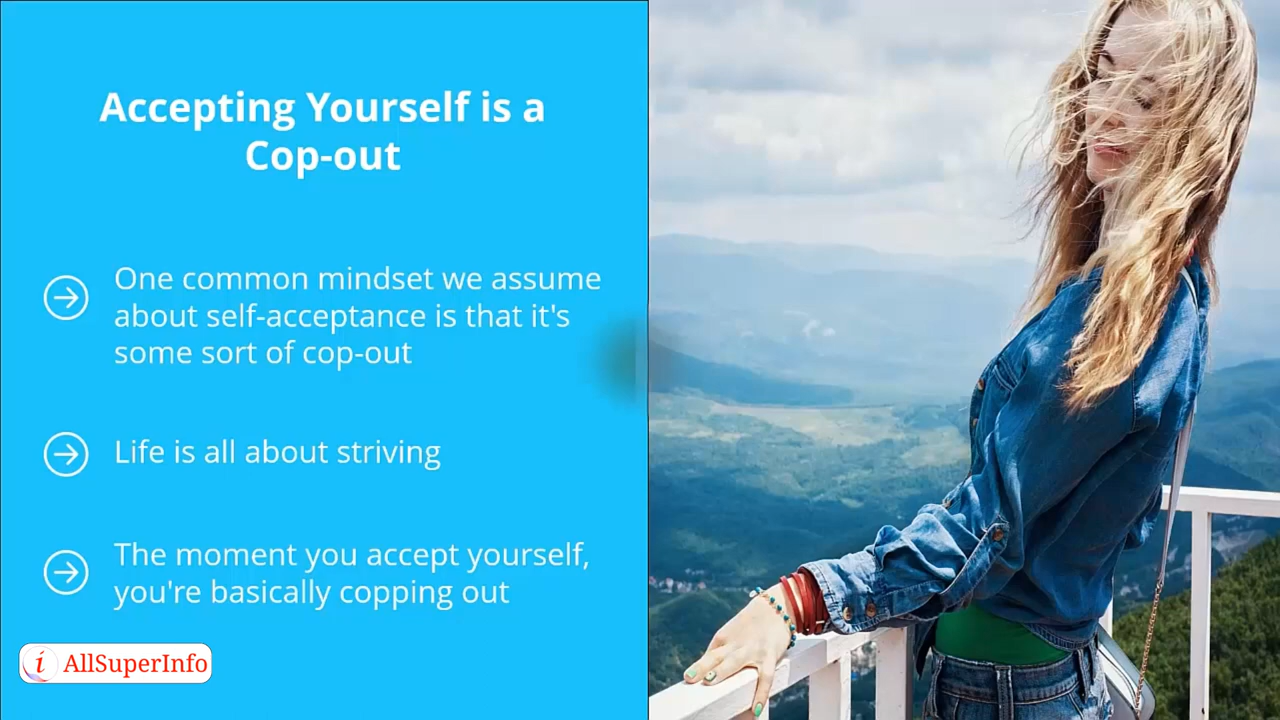 Accepting Yourself is a
Cop-out
One common mindset we assume
about self-acceptance is that it's
some sort of cop-out
Life is all about striving
The moment you accept yourself,
you're basically copping out
i AllSuperInfo